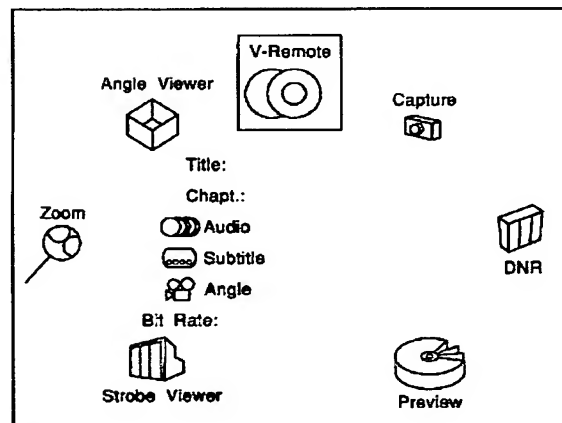 V-Remote
Angle Viewer
Capture
Title:
Chapt.:
Zoom
Audio
Subtitle
DNR
Angle
Bit Rate:
Strobe Viewer
Preview